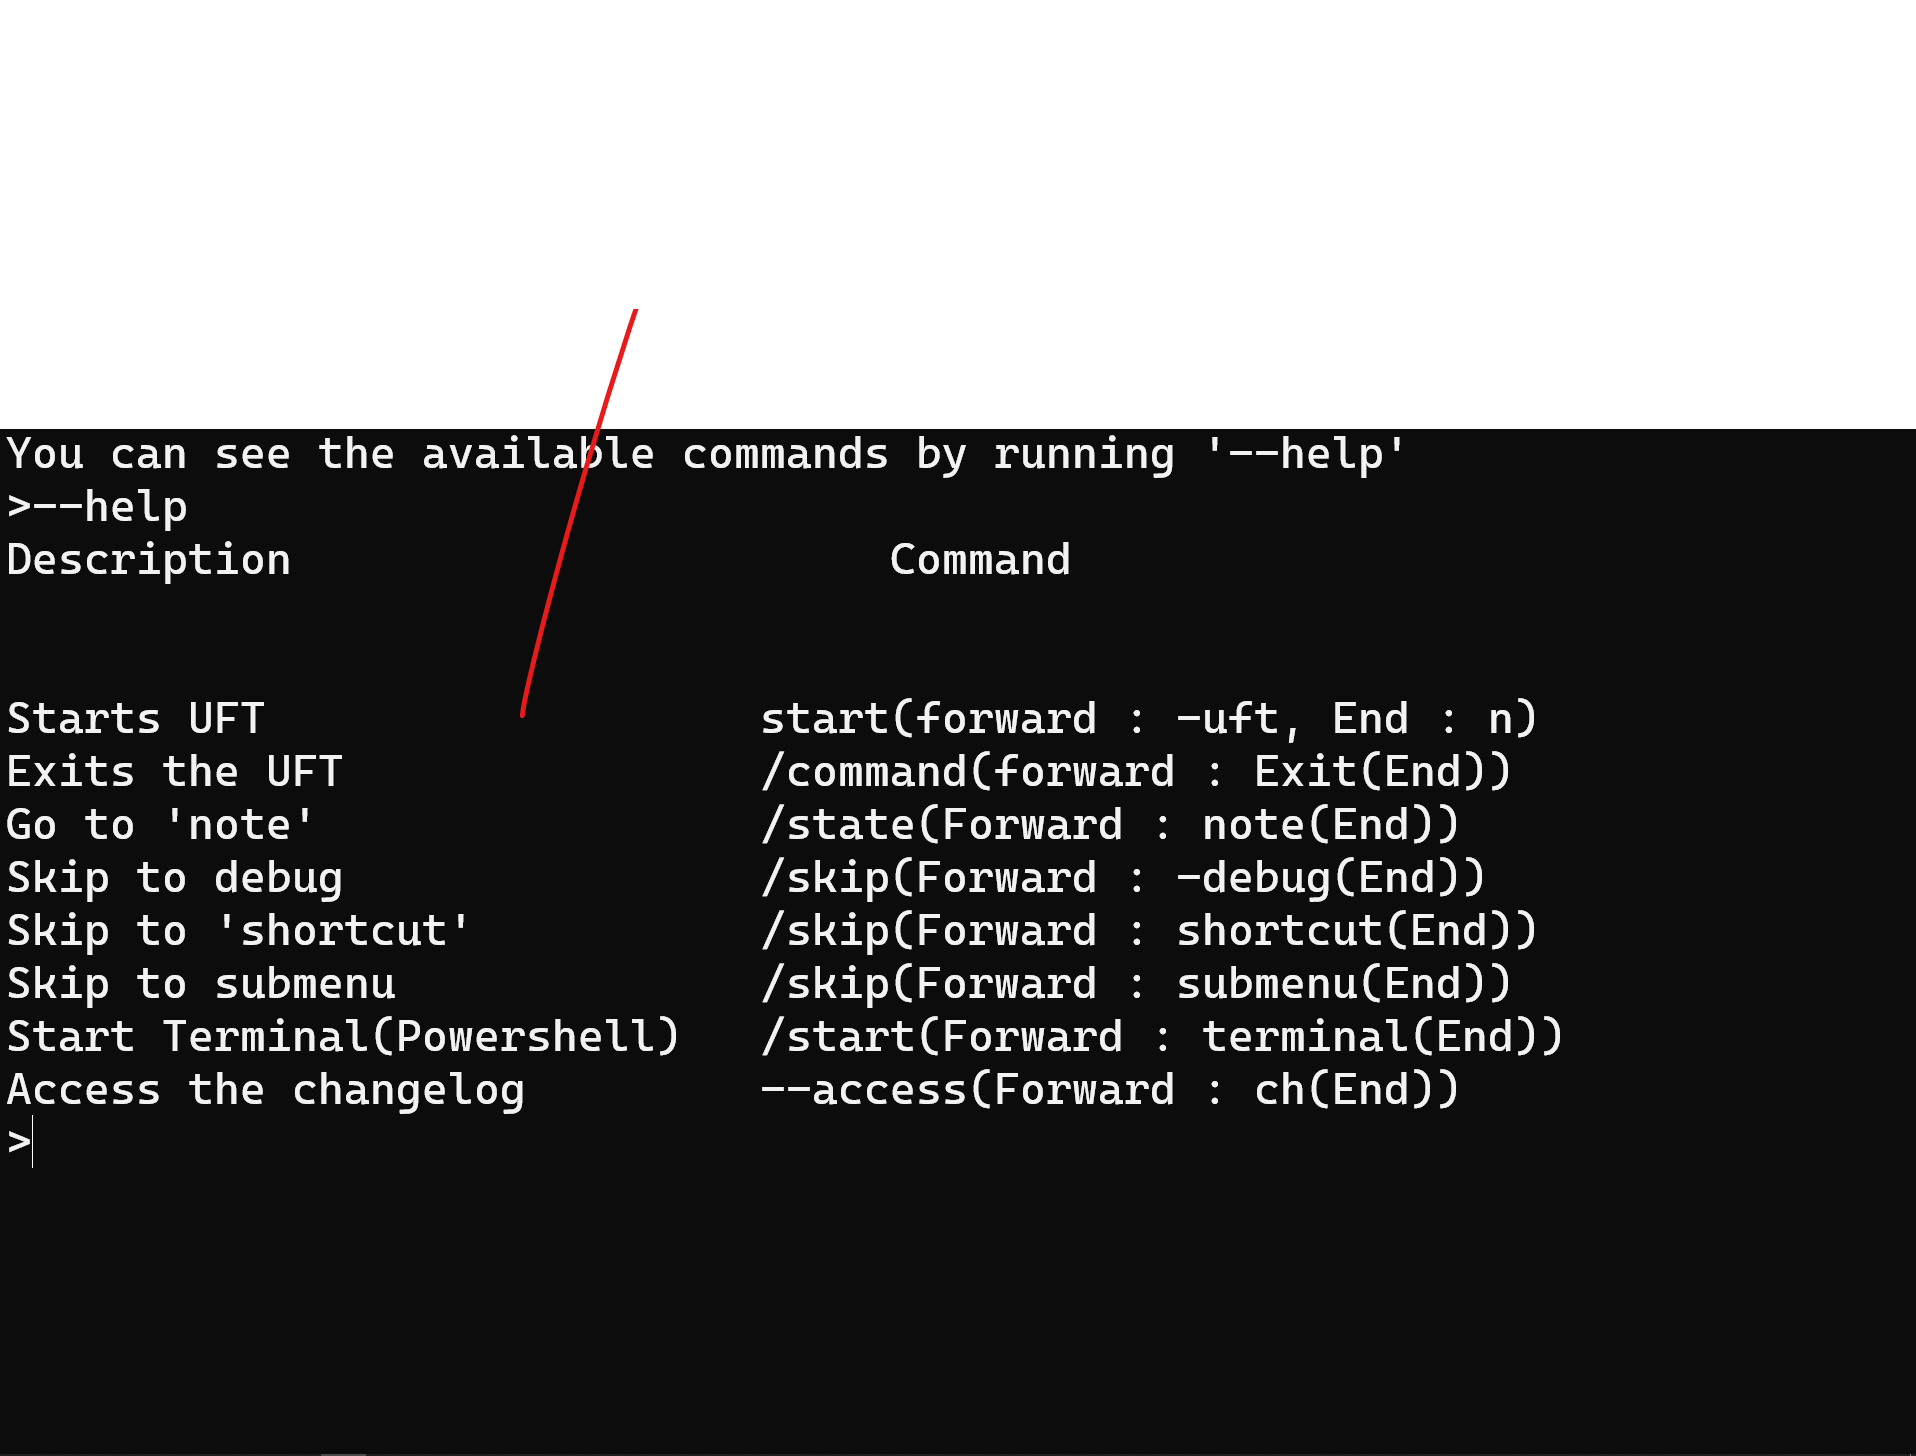 You can see the available commands by running '--help'
>--help
Description Command
Starts UFT start(forward : -uft, End : n)
Exits the UFT /command(forward : Exit(End))
Go to 'note' /state(Forward : note(End))
Skip to debug /skip(Forward : -debug(End))
Skip to 'shortcut' /skip(Forward : shortcut(End))
Skip to submenu /skip(Forward : submenu(End))
Start Terminal(Powershell) /start(Forward : terminal(End))
Access the changelog --access(Forward : ch(End))
>